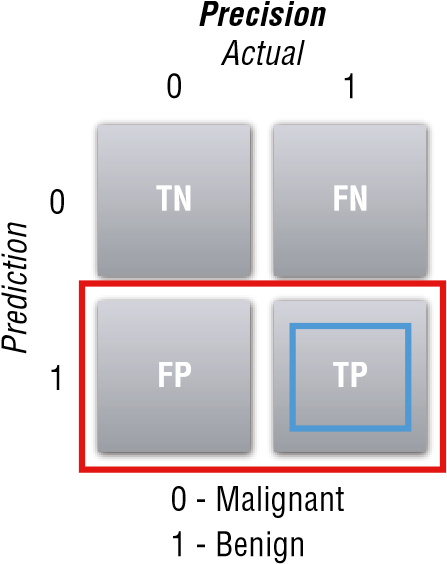 Precision
Actual
0 1
0 TN FN
Prediction
1 FP TP
0 - Malignant
1 - Benign